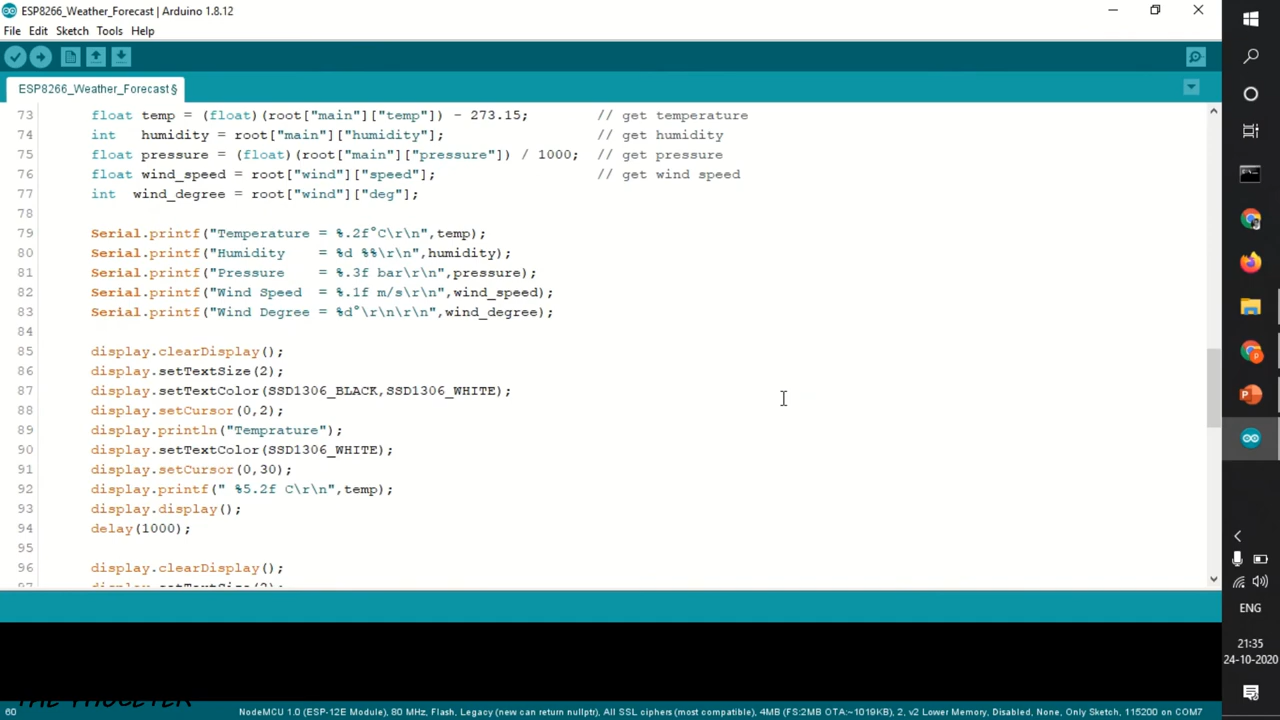 ESP8266_Weather_Forecast | Arduino 1.8.12
File Edit Sketch Tools Help
ESP8266_Weather_Forecast§
73 float temp = (float)(root["main"]["temp"]) - 273.15; // get temperature
74 int humidity = root["main"]["humidity"]; // get humidity
75 float pressure = (float)(root["main"]["pressure"]) / 1000; // get pressure
76 float wind_speed = root["wind"]["speed"]; // get wind speed
77 int wind_degree = root["wind"]["deg"];
78
79 Serial.printf("Temperature = %.2f°C\r\n",temp);
80 Serial.printf("Humidity = %d %%\r\n",humidity);
81 Serial.printf("Pressure = %.3f bar\r\n",pressure);
82 Serial.printf("Wind Speed = %.1f m/s\r\n",wind_speed);
83 Serial.printf("Wind Degree = %d°\r\n\r\n",wind_degree);
84
85 display.clearDisplay();
86 display.setTextSize(2);
87 display.setTextColor(SSD1306_BLACK,SSD1306_WHITE);
88 display.setCursor(0,2);
89 display.println("Temprature");
90 display.setTextColor(SSD1306_WHITE);
91 display.setCursor(0,30);
92 display.printf(" %5.2f C\r\n",temp);
93 display.display();
94 delay(1000);
95
96 display.clearDisplay();
97 display.setTextSize(2);
ENG
21:35
24-10-2020
60 NodeMCU 1.0 (ESP-12E Module), 80 MHz, Flash, Legacy (new can return nullptr), All SSL ciphers (most compatible), 4MB (FS:2MB OTA:~1019KB), 2, v2 Lower Memory, Disabled, None, Only Sketch, 115200 on COM7